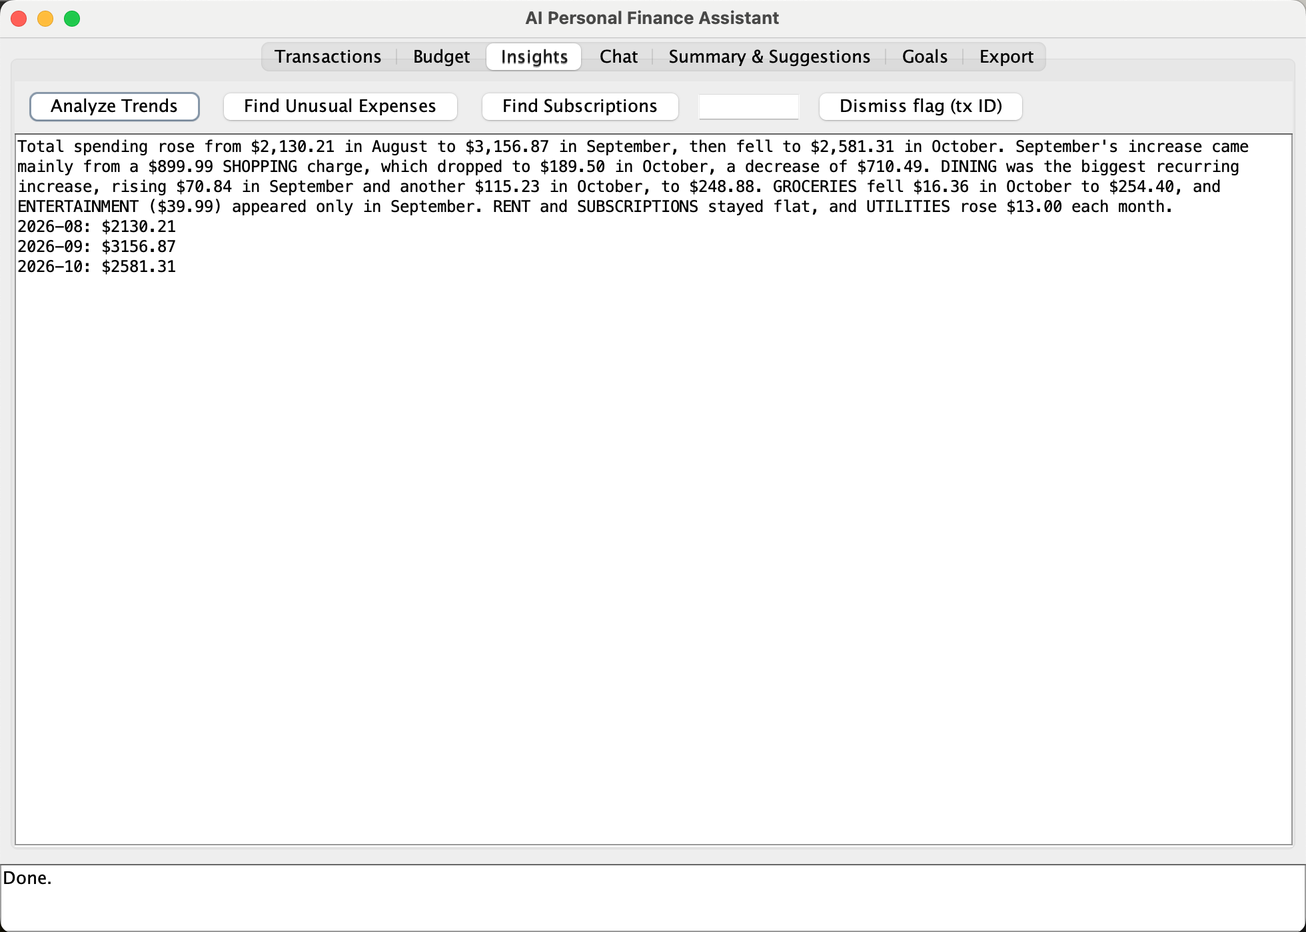 AI Personal Finance Assistant
Transactions Budget Insights Chat Summary & Suggestions Goals Export
Analyze Trends Find Unusual Expenses Find Subscriptions Dismiss flag (tx ID)
Total spending rose from $2,130.21 in August to $3,156.87 in September, then fell to $2,581.31 in October. September's increase came
mainly from a $899.99 SHOPPING charge, which dropped to $189.50 in October, a decrease of $710.49. DINING was the biggest recurring
increase, rising $70.84 in September and another $115.23 in October, to $248.88. GROCERIES fell $16.36 in October to $254.40, and
ENTERTAINMENT ($39.99) appeared only in September. RENT and SUBSCRIPTIONS stayed flat, and UTILITIES rose $13.00 each month.
2026-08: $2130.21
2026-09: $3156.87
2026-10: $2581.31
Done.